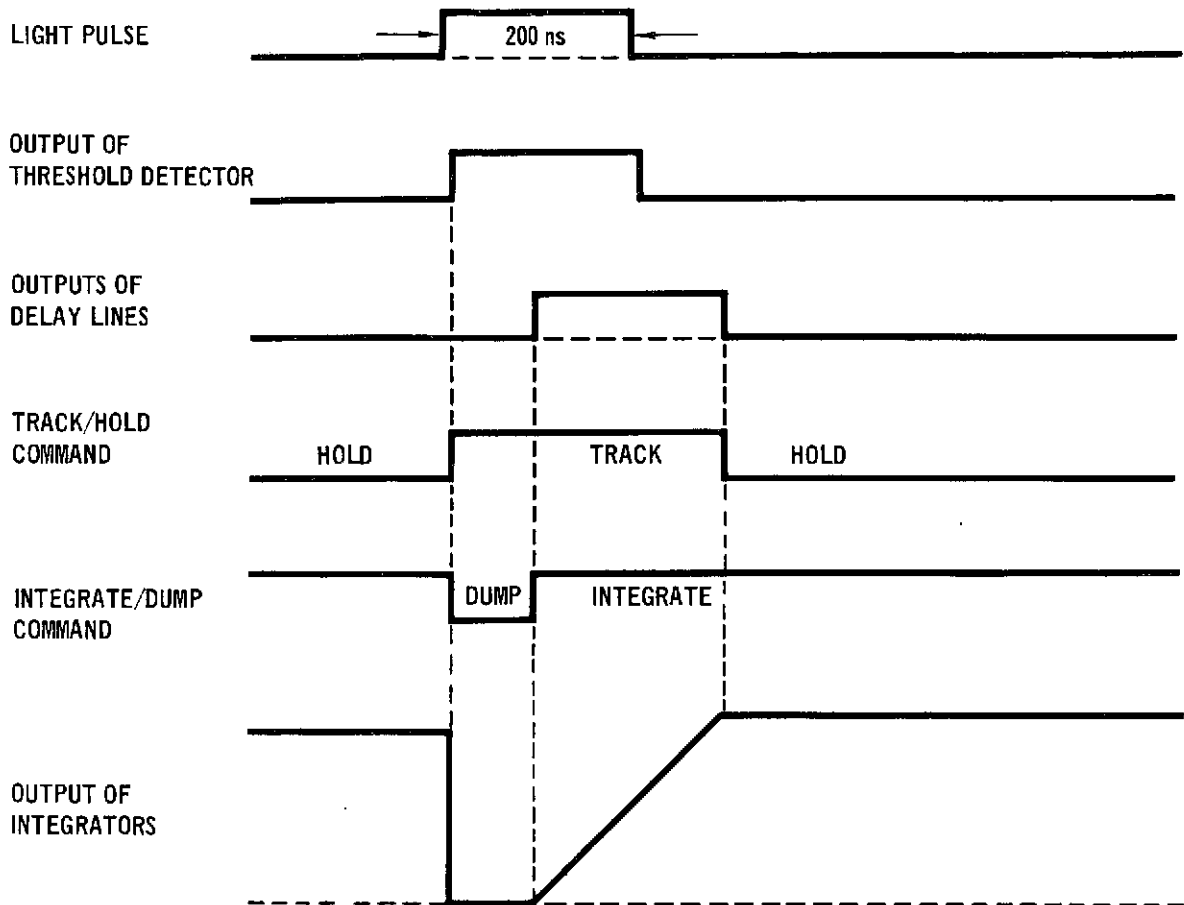 LIGHT PULSE
200 ns
OUTPUT OF
THRESHOLD DETECTOR
OUTPUTS OF
DELAY LINES
TRACK/HOLD
COMMAND
HOLD
TRACK
HOLD
INTEGRATE/DUMP
COMMAND
DUMP
INTEGRATE
OUTPUT OF
INTEGRATORS